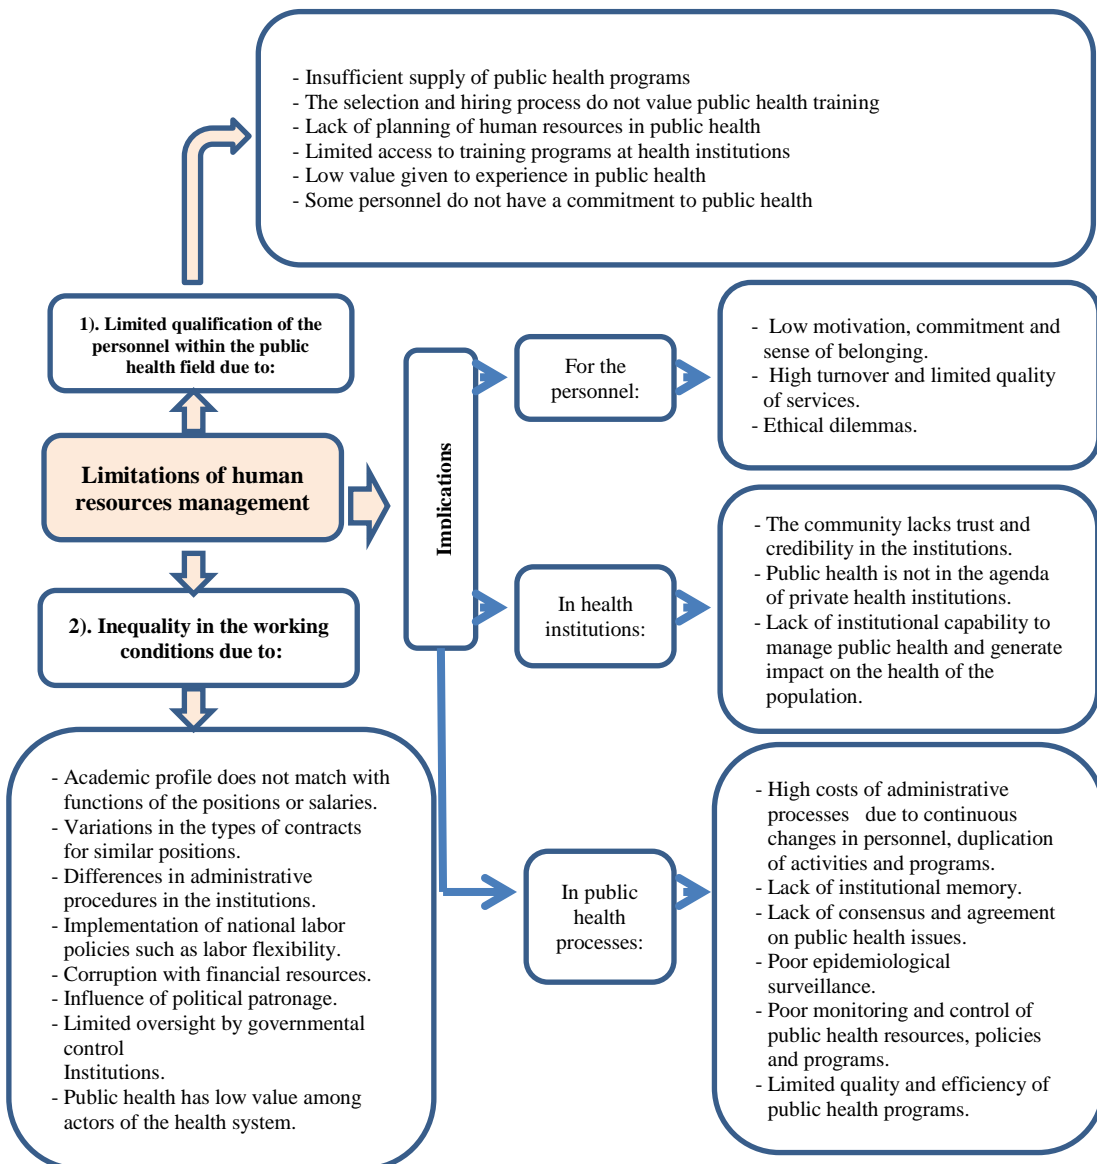 - Insufficient supply of public health programs
- The selection and hiring process do not value public health training
- Lack of planning of human resources in public health
- Limited access to training programs at health institutions
- Low value given to experience in public health
- Some personnel do not have a commitment to public health
1). Limited qualification of the
personnel within the public
health field due to:
Limitations of human
resources management
2). Inequality in the working
conditions due to:
- Academic profile does not match with
functions of the positions or salaries.
- Variations in the types of contracts
for similar positions.
- Differences in administrative
procedures in the institutions.
- Implementation of national labor
policies such as labor flexibility.
- Corruption with financial resources.
- Influence of political patronage.
- Limited oversight by governmental
control
Institutions.
- Public health has low value among
actors of the health system.
Implications
For the
personnel:
- Low motivation, commitment and
sense of belonging.
- High turnover and limited quality
of services.
- Ethical dilemmas.
In health
institutions:
- The community lacks trust and
credibility in the institutions.
- Public health is not in the agenda
of private health institutions.
- Lack of institutional capability to
manage public health and generate
impact on the health of the
population.
In public
health
processes:
- High costs of administrative
processes due to continuous
changes in personnel, duplication
of activities and programs.
- Lack of institutional memory.
- Lack of consensus and agreement
on public health issues.
- Poor epidemiological
surveillance.
- Poor monitoring and control of
public health resources, policies
and programs.
- Limited quality and efficiency of
public health programs.